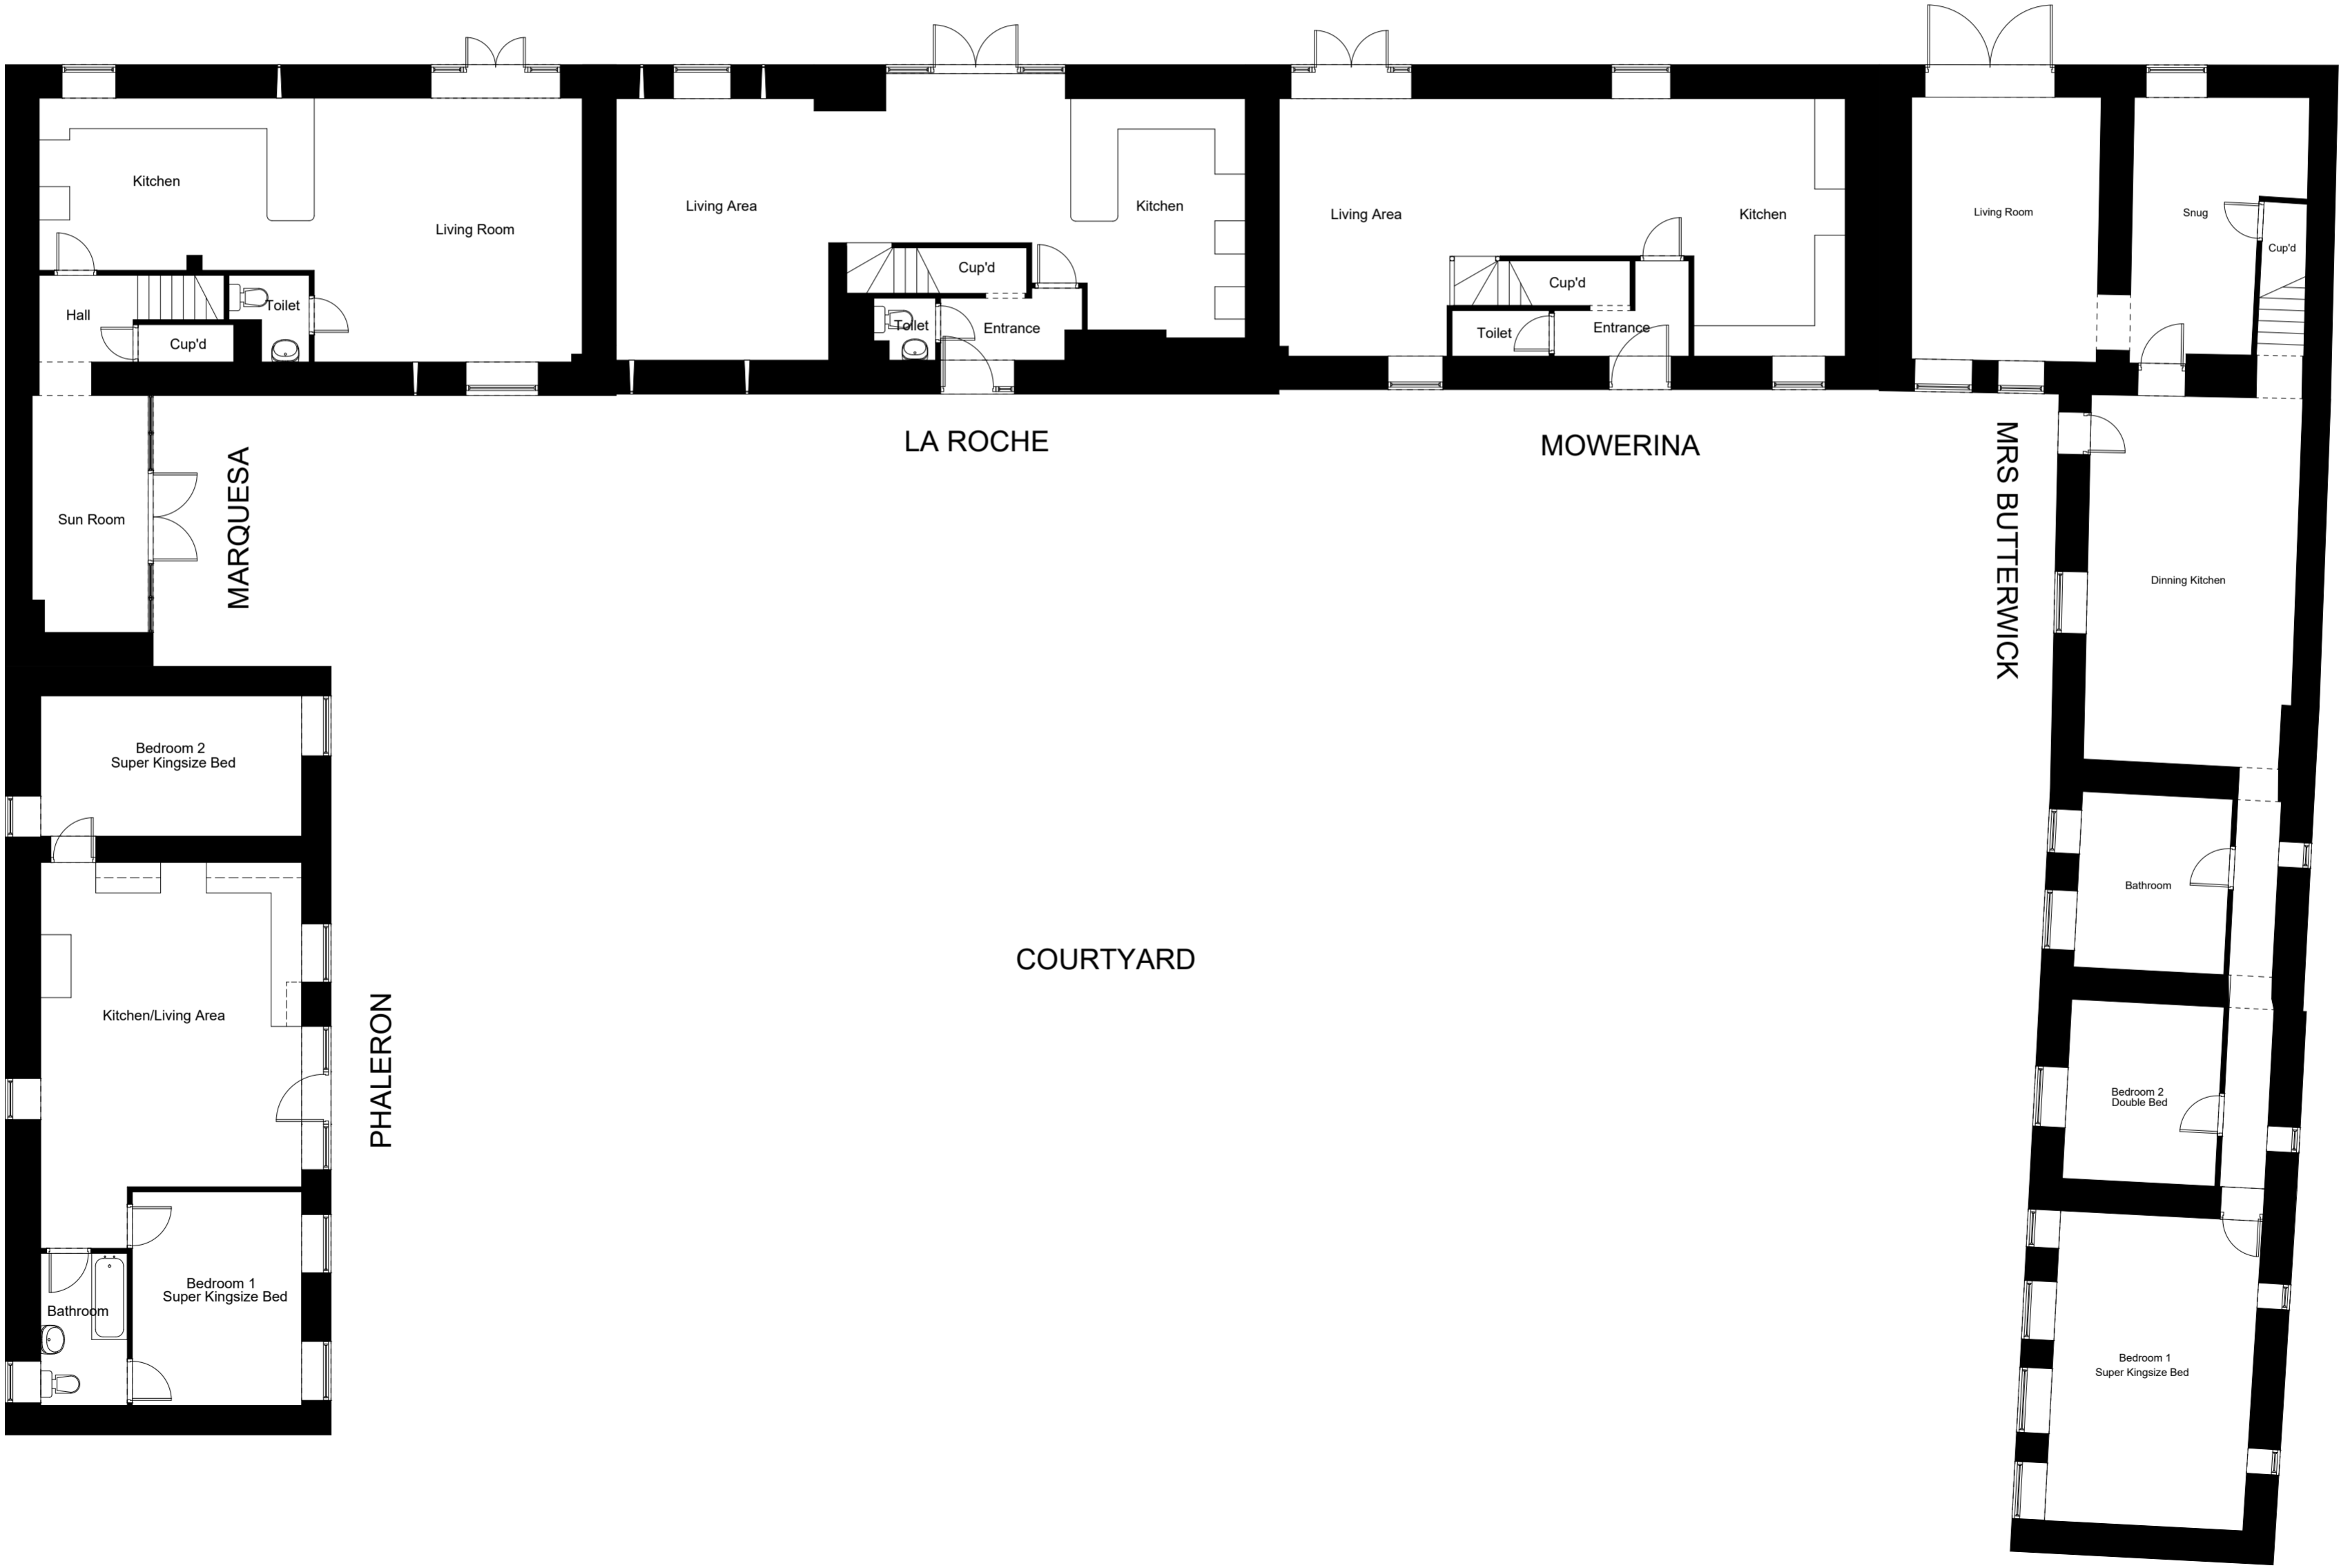 Kitchen
Living Room
Hall
Toilet
Cup'd
Sun Room
MARQUESA
Living Area
Kitchen
Cup'd
Toilet
Entrance
LA ROCHE
Living Area
Kitchen
Cup'd
Toilet
Entrance
MOWERINA
Living Room
Snug
Cup'd
MRS BUTTERWICK
Dinning Kitchen
Bathroom
Bedroom 2
Double Bed
Bedroom 1
Super Kingsize Bed
COURTYARD
Bedroom 2
Super Kingsize Bed
Kitchen/Living Area
PHALERON
Bedroom 1
Super Kingsize Bed
Bathroom